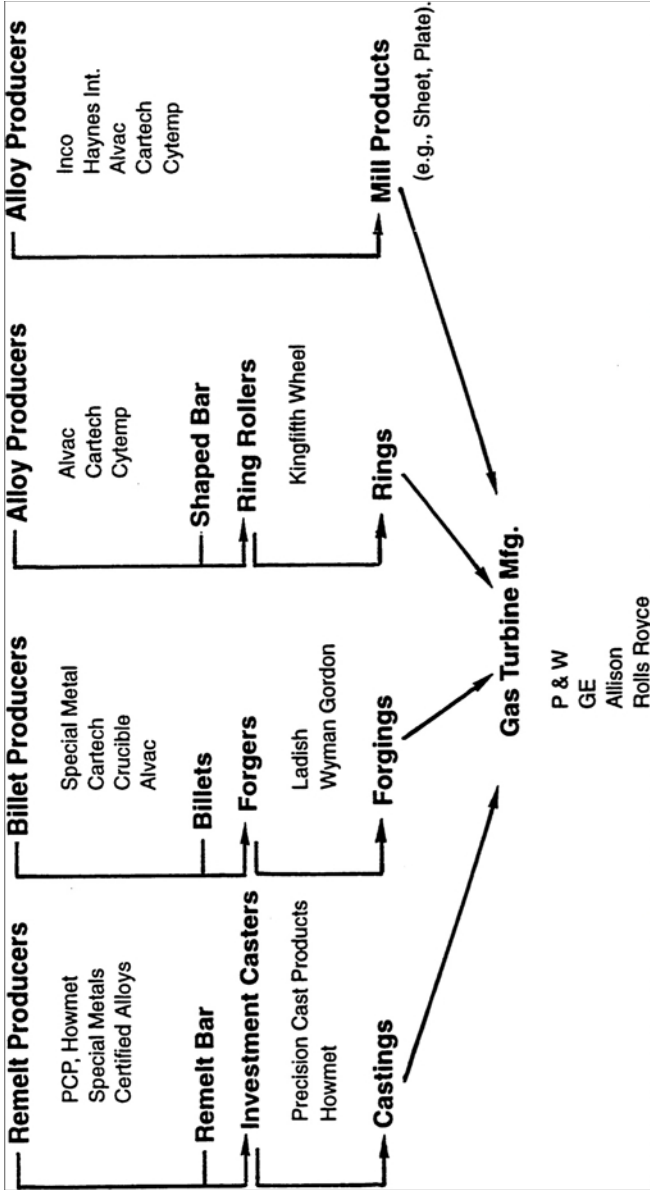 Remelt Producers
PCP, Howmet
Special Metals
Certified Alloys
Remelt Bar
Investment Casters
Precision Cast Products
Howmet
Castings
Billet Producers
Special Metal
Cartech
Crucible
Alvac
Billets
Forgers
Ladish
Wyman Gordon
Forgings
Alloy Producers
Alvac
Cartech
Cytemp
Shaped Bar
Ring Rollers
Kingfifth Wheel
Rings
Alloy Producers
Inco
Haynes Int.
Alvac
Cartech
Cytemp
Mill Products
(e.g., Sheet, Plate).
Gas Turbine Mfg.
P & W
GE
Allison
Rolls Royce